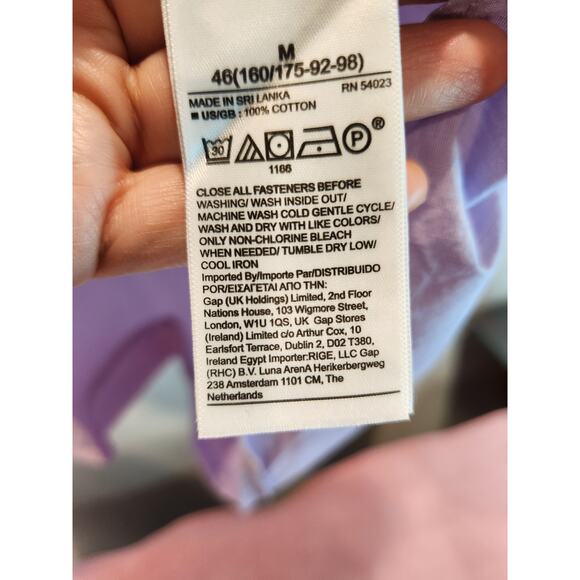 M
46(160/175-92-98)
MADE IN SRI LANKA RN 54023
■ US/GB : 100% COTTON
30 P ®
1166
CLOSE ALL FASTENERS BEFORE
WASHING/ WASH INSIDE OUT/
MACHINE WASH COLD GENTLE CYCLE/
WASH AND DRY WITH LIKE COLORS/
ONLY NON-CHLORINE BLEACH
WHEN NEEDED/ TUMBLE DRY LOW/
COOL IRON
Imported By/Importe Par/DISTRIBUIDO
POR/ΕΙΣΑΓΕΤΑΙ ΑΠΟ ΤΗΝ:
Gap (UK Holdings) Limited, 2nd Floor
Nations House, 103 Wigmore Street,
London, W1U 1QS, UK Gap Stores
(Ireland) Limited c/o Arthur Cox, 10
Earlsfort Terrace, Dublin 2, D02 T380,
Ireland Egypt Importer:RIGE, LLC Gap
(RHC) B.V. Luna ArenA Herikerbergweg
238 Amsterdam 1101 CM, The
Netherlands